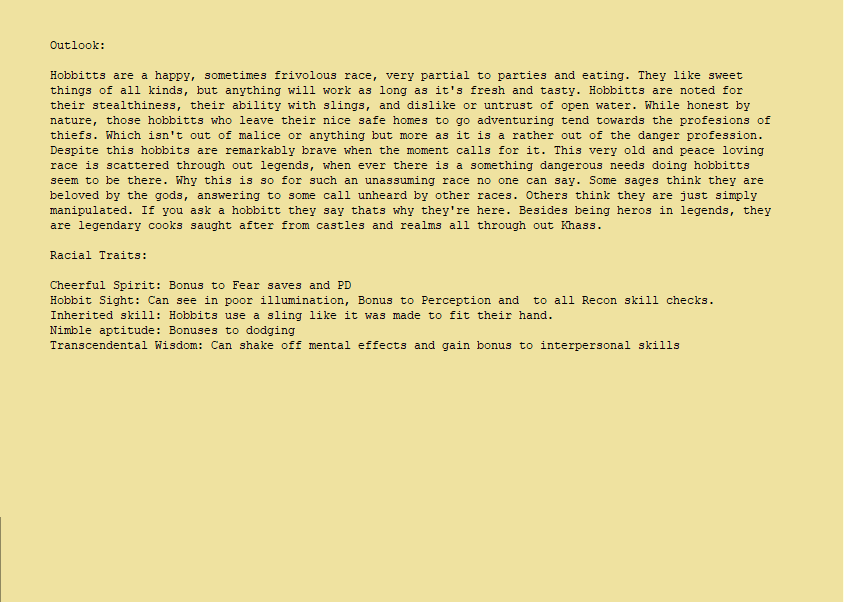 Outlook:
Hobbitts are a happy, sometimes frivolous race, very partial to parties and eating. They like sweet
things of all kinds, but anything will work as long as it's fresh and tasty. Hobbitts are noted for
their stealthiness, their ability with slings, and dislike or untrust of open water. While honest by
nature, those hobbitts who leave their nice safe homes to go adventuring tend towards the profesions of
thiefs. Which isn't out of malice or anything but more as it is a rather out of the danger profession.
Despite this hobbits are remarkably brave when the moment calls for it. This very old and peace loving
race is scattered through out legends, when ever there is a something dangerous needs doing hobbitts
seem to be there. Why this is so for such an unassuming race no one can say. Some sages think they are
beloved by the gods, answering to some call unheard by other races. Others think they are just simply
manipulated. If you ask a hobbitt they say thats why they're here. Besides being heros in legends, they
are legendary cooks saught after from castles and realms all through out Khass.
Racial Traits:
Cheerful Spirit: Bonus to Fear saves and PD
Hobbit Sight: Can see in poor illumination, Bonus to Perception and  to all Recon skill checks.
Inherited skill: Hobbits use a sling like it was made to fit their hand.
Nimble aptitude: Bonuses to dodging
Transcendental Wisdom: Can shake off mental effects and gain bonus to interpersonal skills